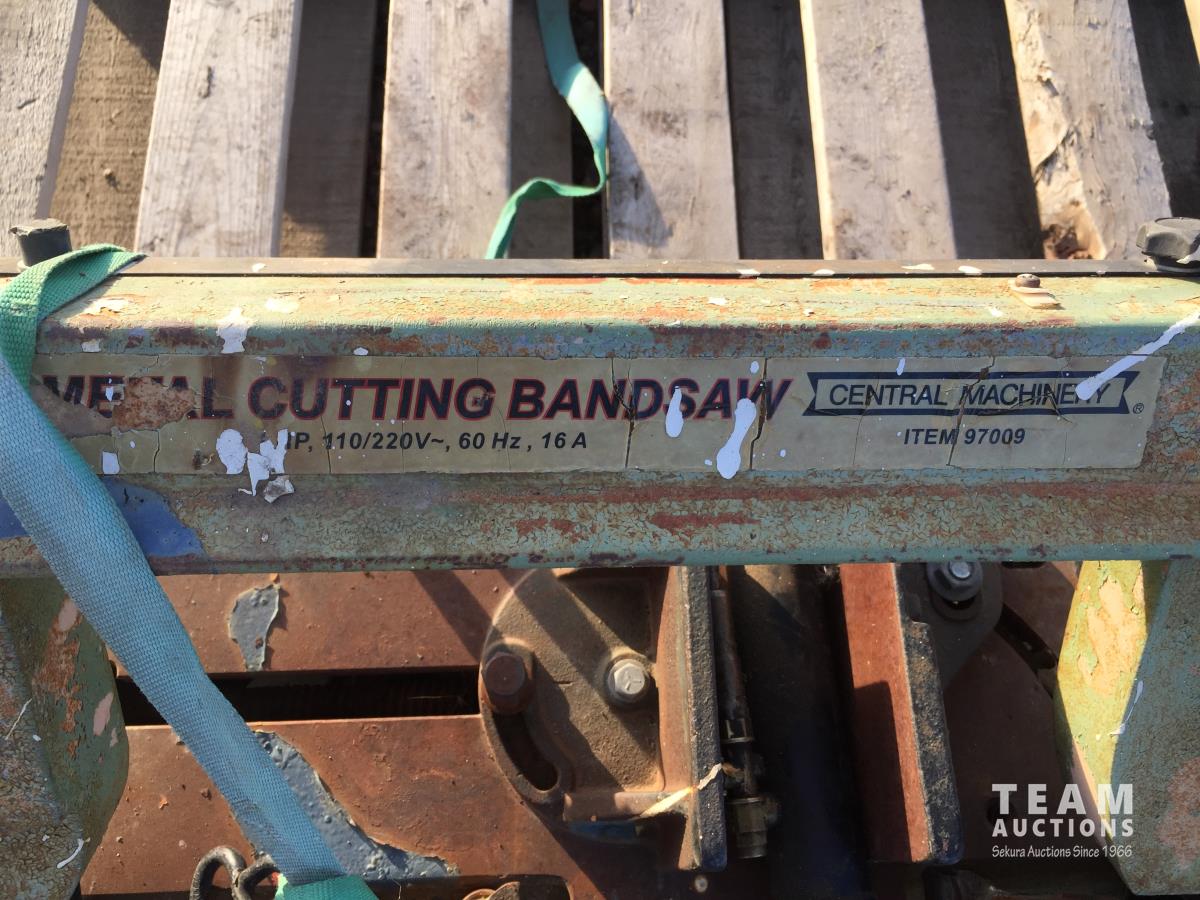 METAL CUTTING BANDSAW
HP, 110/220V~, 60 Hz, 16 A
CENTRAL MACHINERY®
ITEM 97009
TEAM
AUCTIONS
Sekura Auctions Since 1966